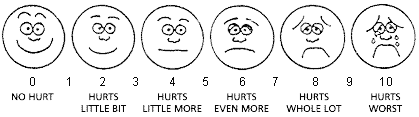 0 1 2 3 4 5 6 7 8 9 10
NO HURT HURTS HURTS HURTS HURTS HURTS
LITTLE BIT LITTLE MORE EVEN MORE WHOLE LOT WORST